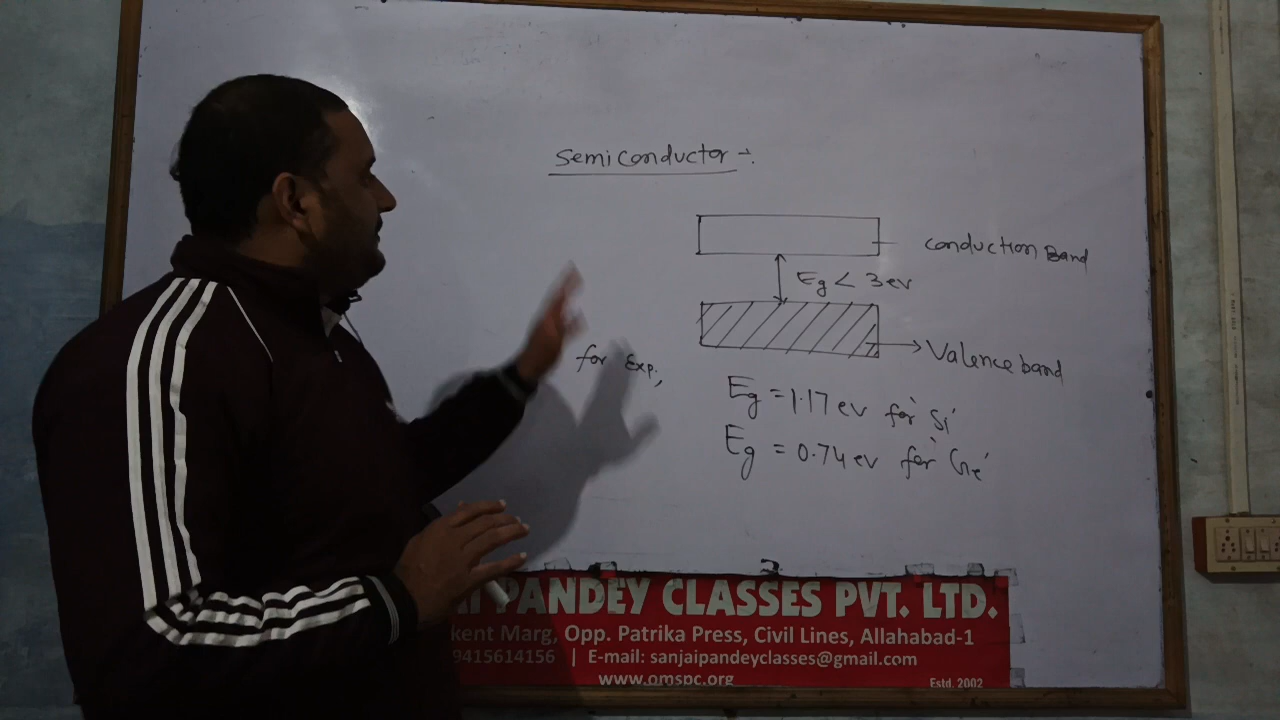 Semiconductor :-
Conduction Band
Eg < 3 ev
Valence band
for Exp.,
Eg = 1.17 ev for Si
Eg = 0.74 ev for Ge
PANDEY CLASSES PVT. LTD.
Marg, Opp. Patrika Press, Civil Lines, Allahabad-1
9415614156 | E-mail: sanjaipandeyclasses@gmail.com
www.omspc.org
Estd. 2002